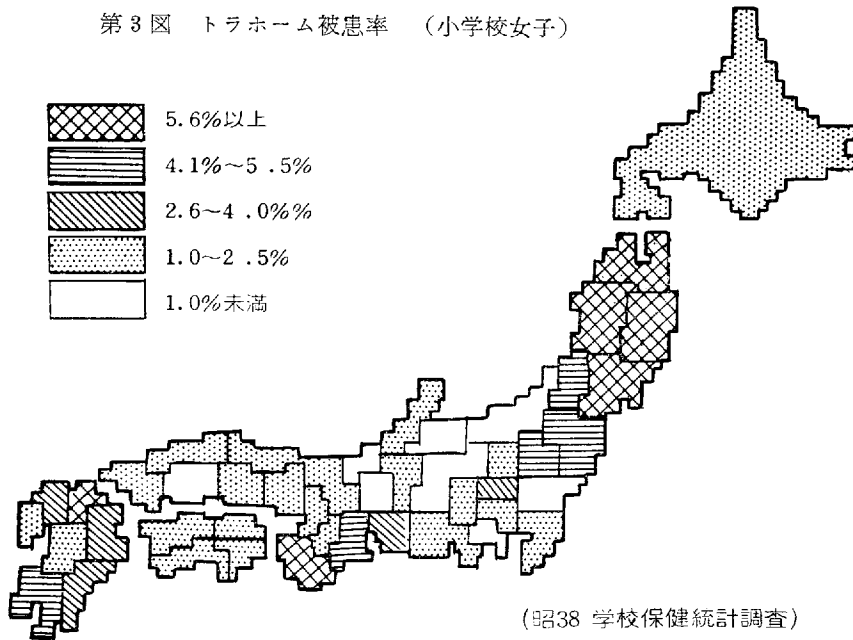 第3図 トラホーム被患率 (小学校女子)
5.6%以上
4.1%~5.5%
2.6~4.0%%
1.0~2.5%
1.0%未満
(昭38 学校保健統計調査)